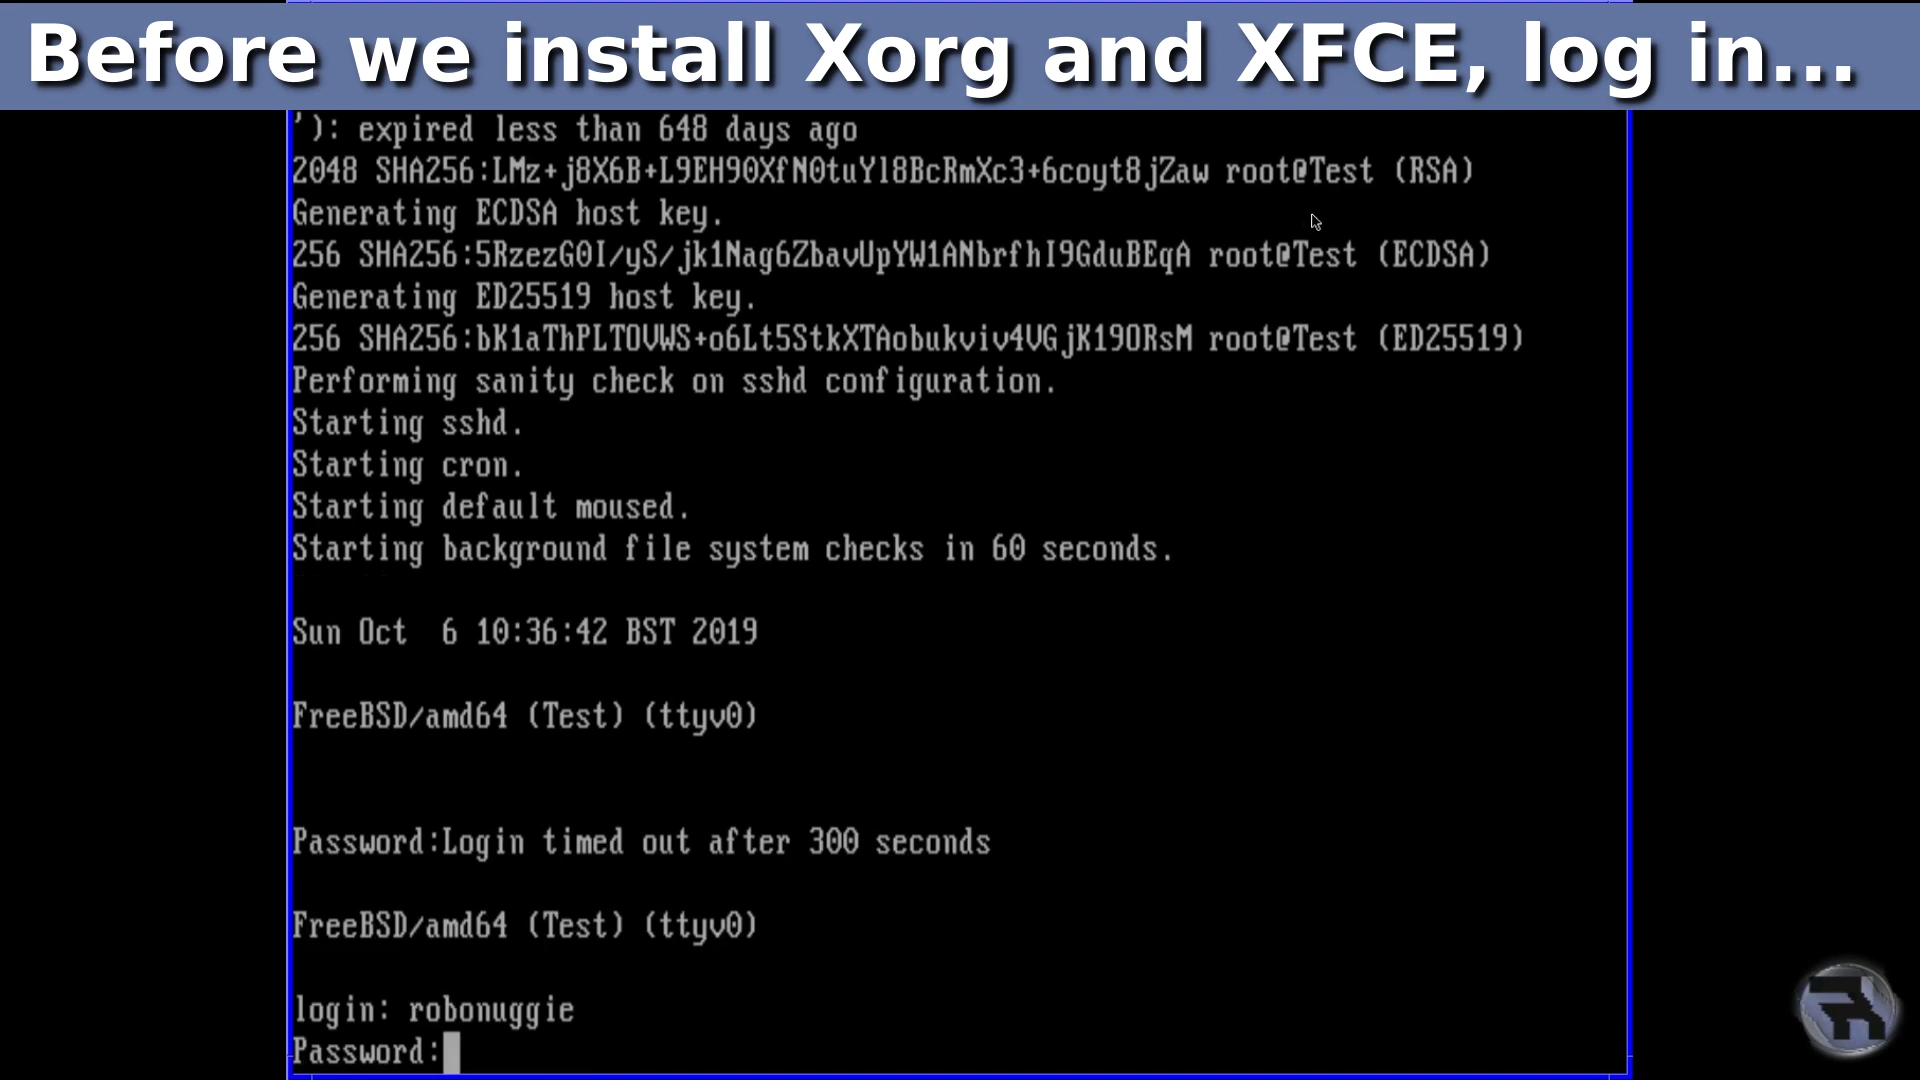 Before we install Xorg and XFCE, log in...
'): expired less than 648 days ago
2048 SHA256:LMz+j8X6B+L9EH90XfN0tuYl8BcRmXc3+6coyt8jZaw root@Test (RSA)
Generating ECDSA host key.
256 SHA256:5RzezG0I/yS/jk1Nag6ZbavUpYW1ANbrfhI9GduBEqA root@Test (ECDSA)
Generating ED25519 host key.
256 SHA256:bK1aThPLTOVWS+o6Lt5StkXTAobukviv4VGjK19ORsM root@Test (ED25519)
Performing sanity check on sshd configuration.
Starting sshd.
Starting cron.
Starting default moused.
Starting background file system checks in 60 seconds.
Sun Oct  6 10:36:42 BST 2019
FreeBSD/amd64 (Test) (ttyv0)
Password:Login timed out after 300 seconds
FreeBSD/amd64 (Test) (ttyv0)
login: robonuggie
Password: